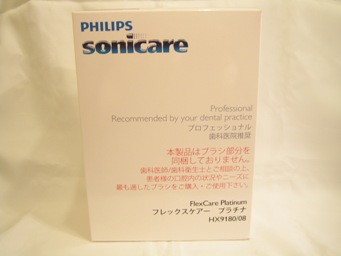 PHILIPS
sonicare
Professional
Recommended by your dental practice
プロフェッショナル
歯科医院推奨
本製品はブラシ部分を
同梱しておりません。
歯科医師/歯科衛生士とご相談の上、
患者様の口腔内の状況やニーズに
最も適したブラシをご購入・ご使用下さい。
FlexCare Platinum
フレックスケアー プラチナ
HX9180/08